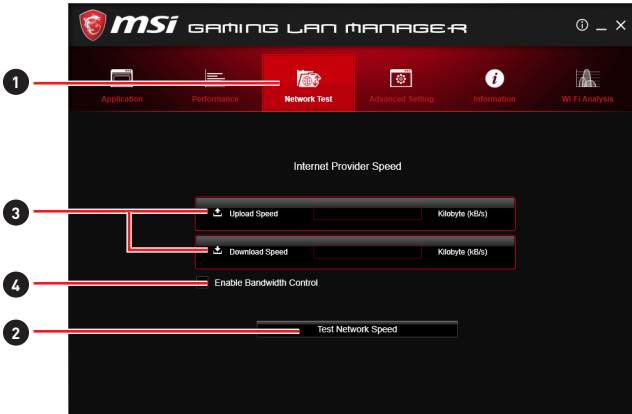 msi GAMING LAN MANAGER
1
Application Performance Network Test Advanced Setting Information Wi-Fi Analysis
Internet Provider Speed
3
Upload Speed Kilobyte (kB/s)
Download Speed Kilobyte (kB/s)
4
Enable Bandwidth Control
2
Test Network Speed